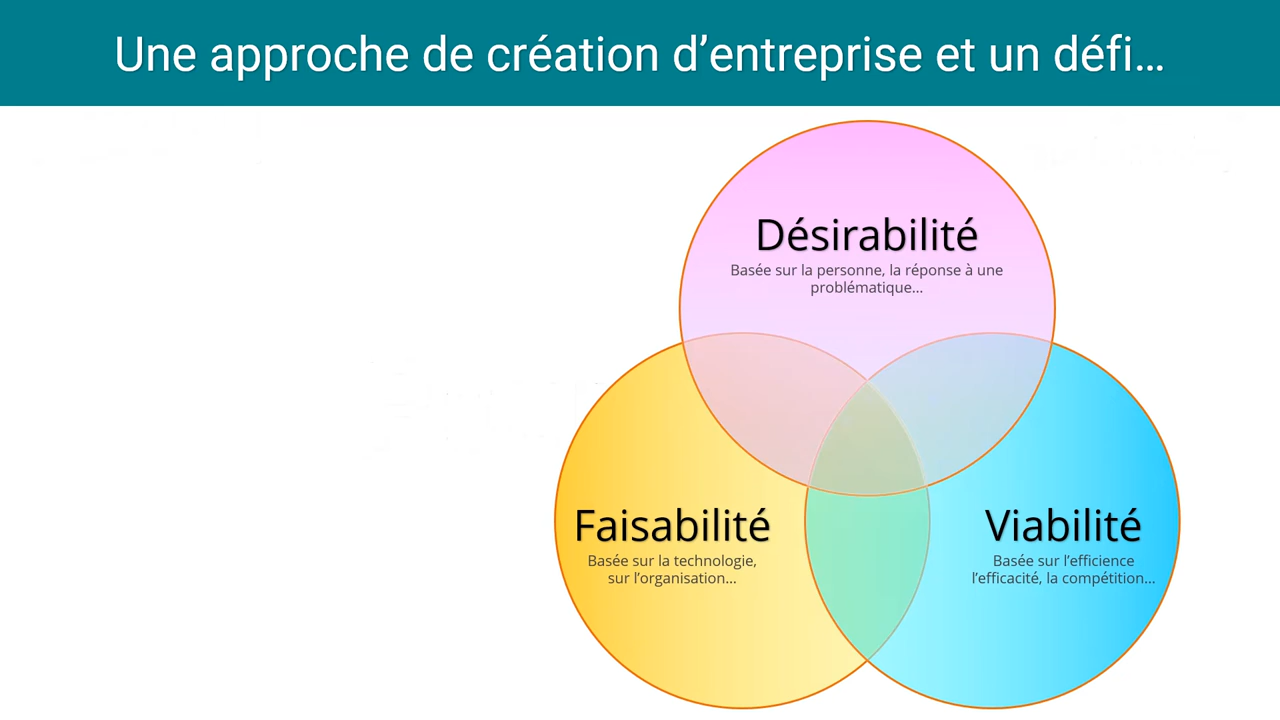 Une approche de création d’entreprise et un défi…
Désirabilité
Basée sur la personne, la réponse à une
problématique…
Faisabilité
Basée sur la technologie,
sur l’organisation…
Viabilité
Basée sur l’efficience
l’efficacité, la compétition…